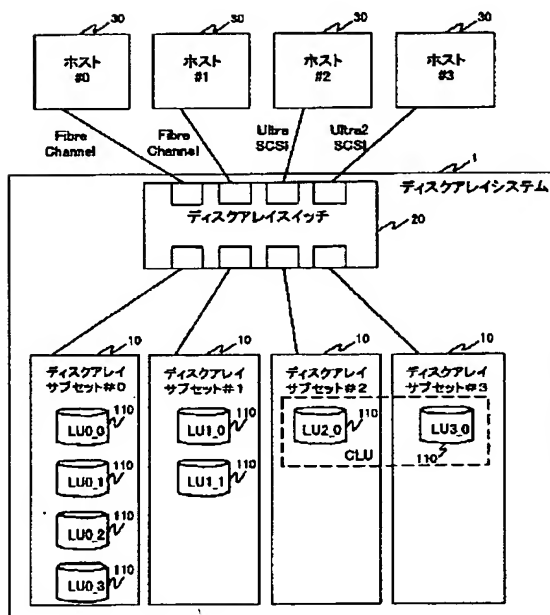 30 30 30 30
ホスト #0
ホスト #1
ホスト #2
ホスト #3
Fibre Channel
Fibre Channel
Ultra SCSI
Ultra2 SCSI
1
ディスクアレイシステム
ディスクアレイスイッチ
20
10 10 10 10
ディスクアレイ
サブセット#0
ディスクアレイ
サブセット#1
ディスクアレイ
サブセット#2
ディスクアレイ
サブセット#3
LU0_0 110
LU0_1 110
LU0_2 110
LU0_3 110
LU1_0 110
LU1_1 110
LU2_0 110
LU3_0
110
CLU